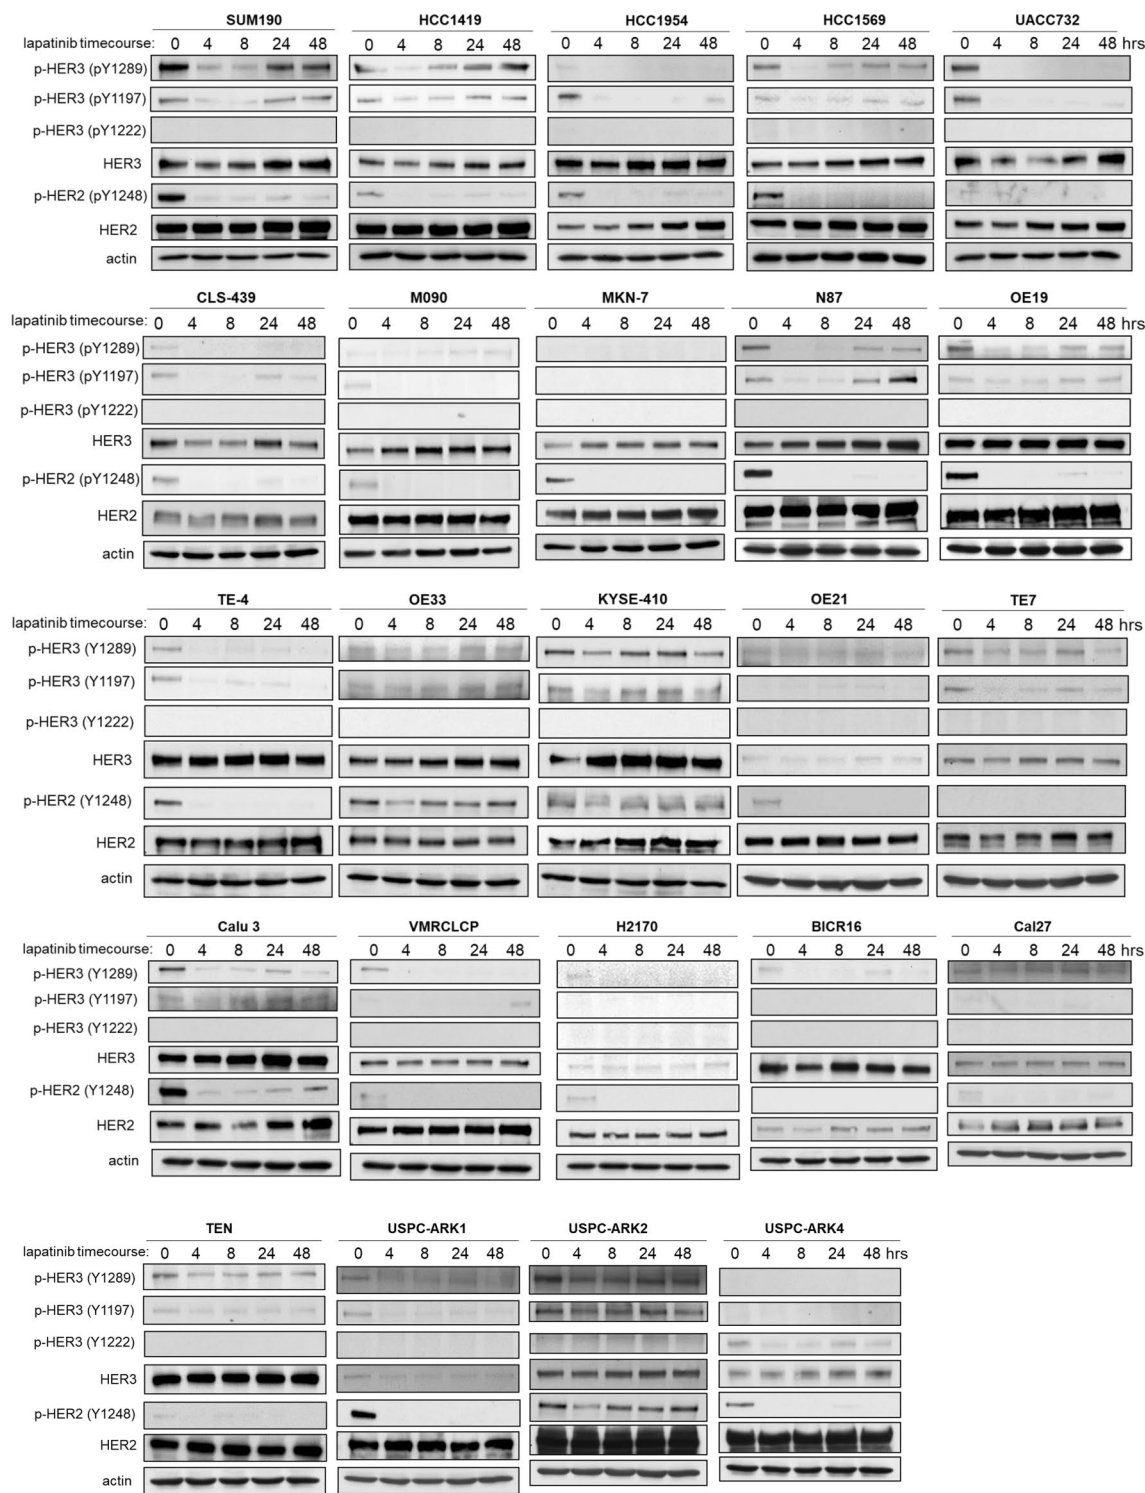 SUM190 HCC1419 HCC1954 HCC1569 UACC732
lapatinib timecourse: 0 4 8 24 48 0 4 8 24 48 0 4 8 24 48 0 4 8 24 48 0 4 8 24 48 hrs
p-HER3 (pY1289)
p-HER3 (pY1197)
p-HER3 (pY1222)
HER3
p-HER2 (pY1248)
HER2
actin
CLS-439 M090 MKN-7 N87 OE19
lapatinib timecourse: 0 4 8 24 48 0 4 8 24 48 0 4 8 24 48 0 4 8 24 48 0 4 8 24 48 hrs
p-HER3 (pY1289)
p-HER3 (pY1197)
p-HER3 (pY1222)
HER3
p-HER2 (pY1248)
HER2
actin
TE-4 OE33 KYSE-410 OE21 TE7
lapatinib timecourse: 0 4 8 24 48 0 4 8 24 48 0 4 8 24 48 0 4 8 24 48 0 4 8 24 48 hrs
p-HER3 (Y1289)
p-HER3 (Y1197)
p-HER3 (Y1222)
HER3
p-HER2 (Y1248)
HER2
actin
Calu 3 VMRCLCP H2170 BICR16 Cal27
lapatinib timecourse: 0 4 8 24 48 0 4 8 24 48 0 4 8 24 48 0 4 8 24 48 0 4 8 24 48 hrs
p-HER3 (Y1289)
p-HER3 (Y1197)
p-HER3 (Y1222)
HER3
p-HER2 (Y1248)
HER2
actin
TEN USPC-ARK1 USPC-ARK2 USPC-ARK4
lapatinib timecourse: 0 4 8 24 48 0 4 8 24 48 0 4 8 24 48 0 4 8 24 48 hrs
p-HER3 (Y1289)
p-HER3 (Y1197)
p-HER3 (Y1222)
HER3
p-HER2 (Y1248)
HER2
actin